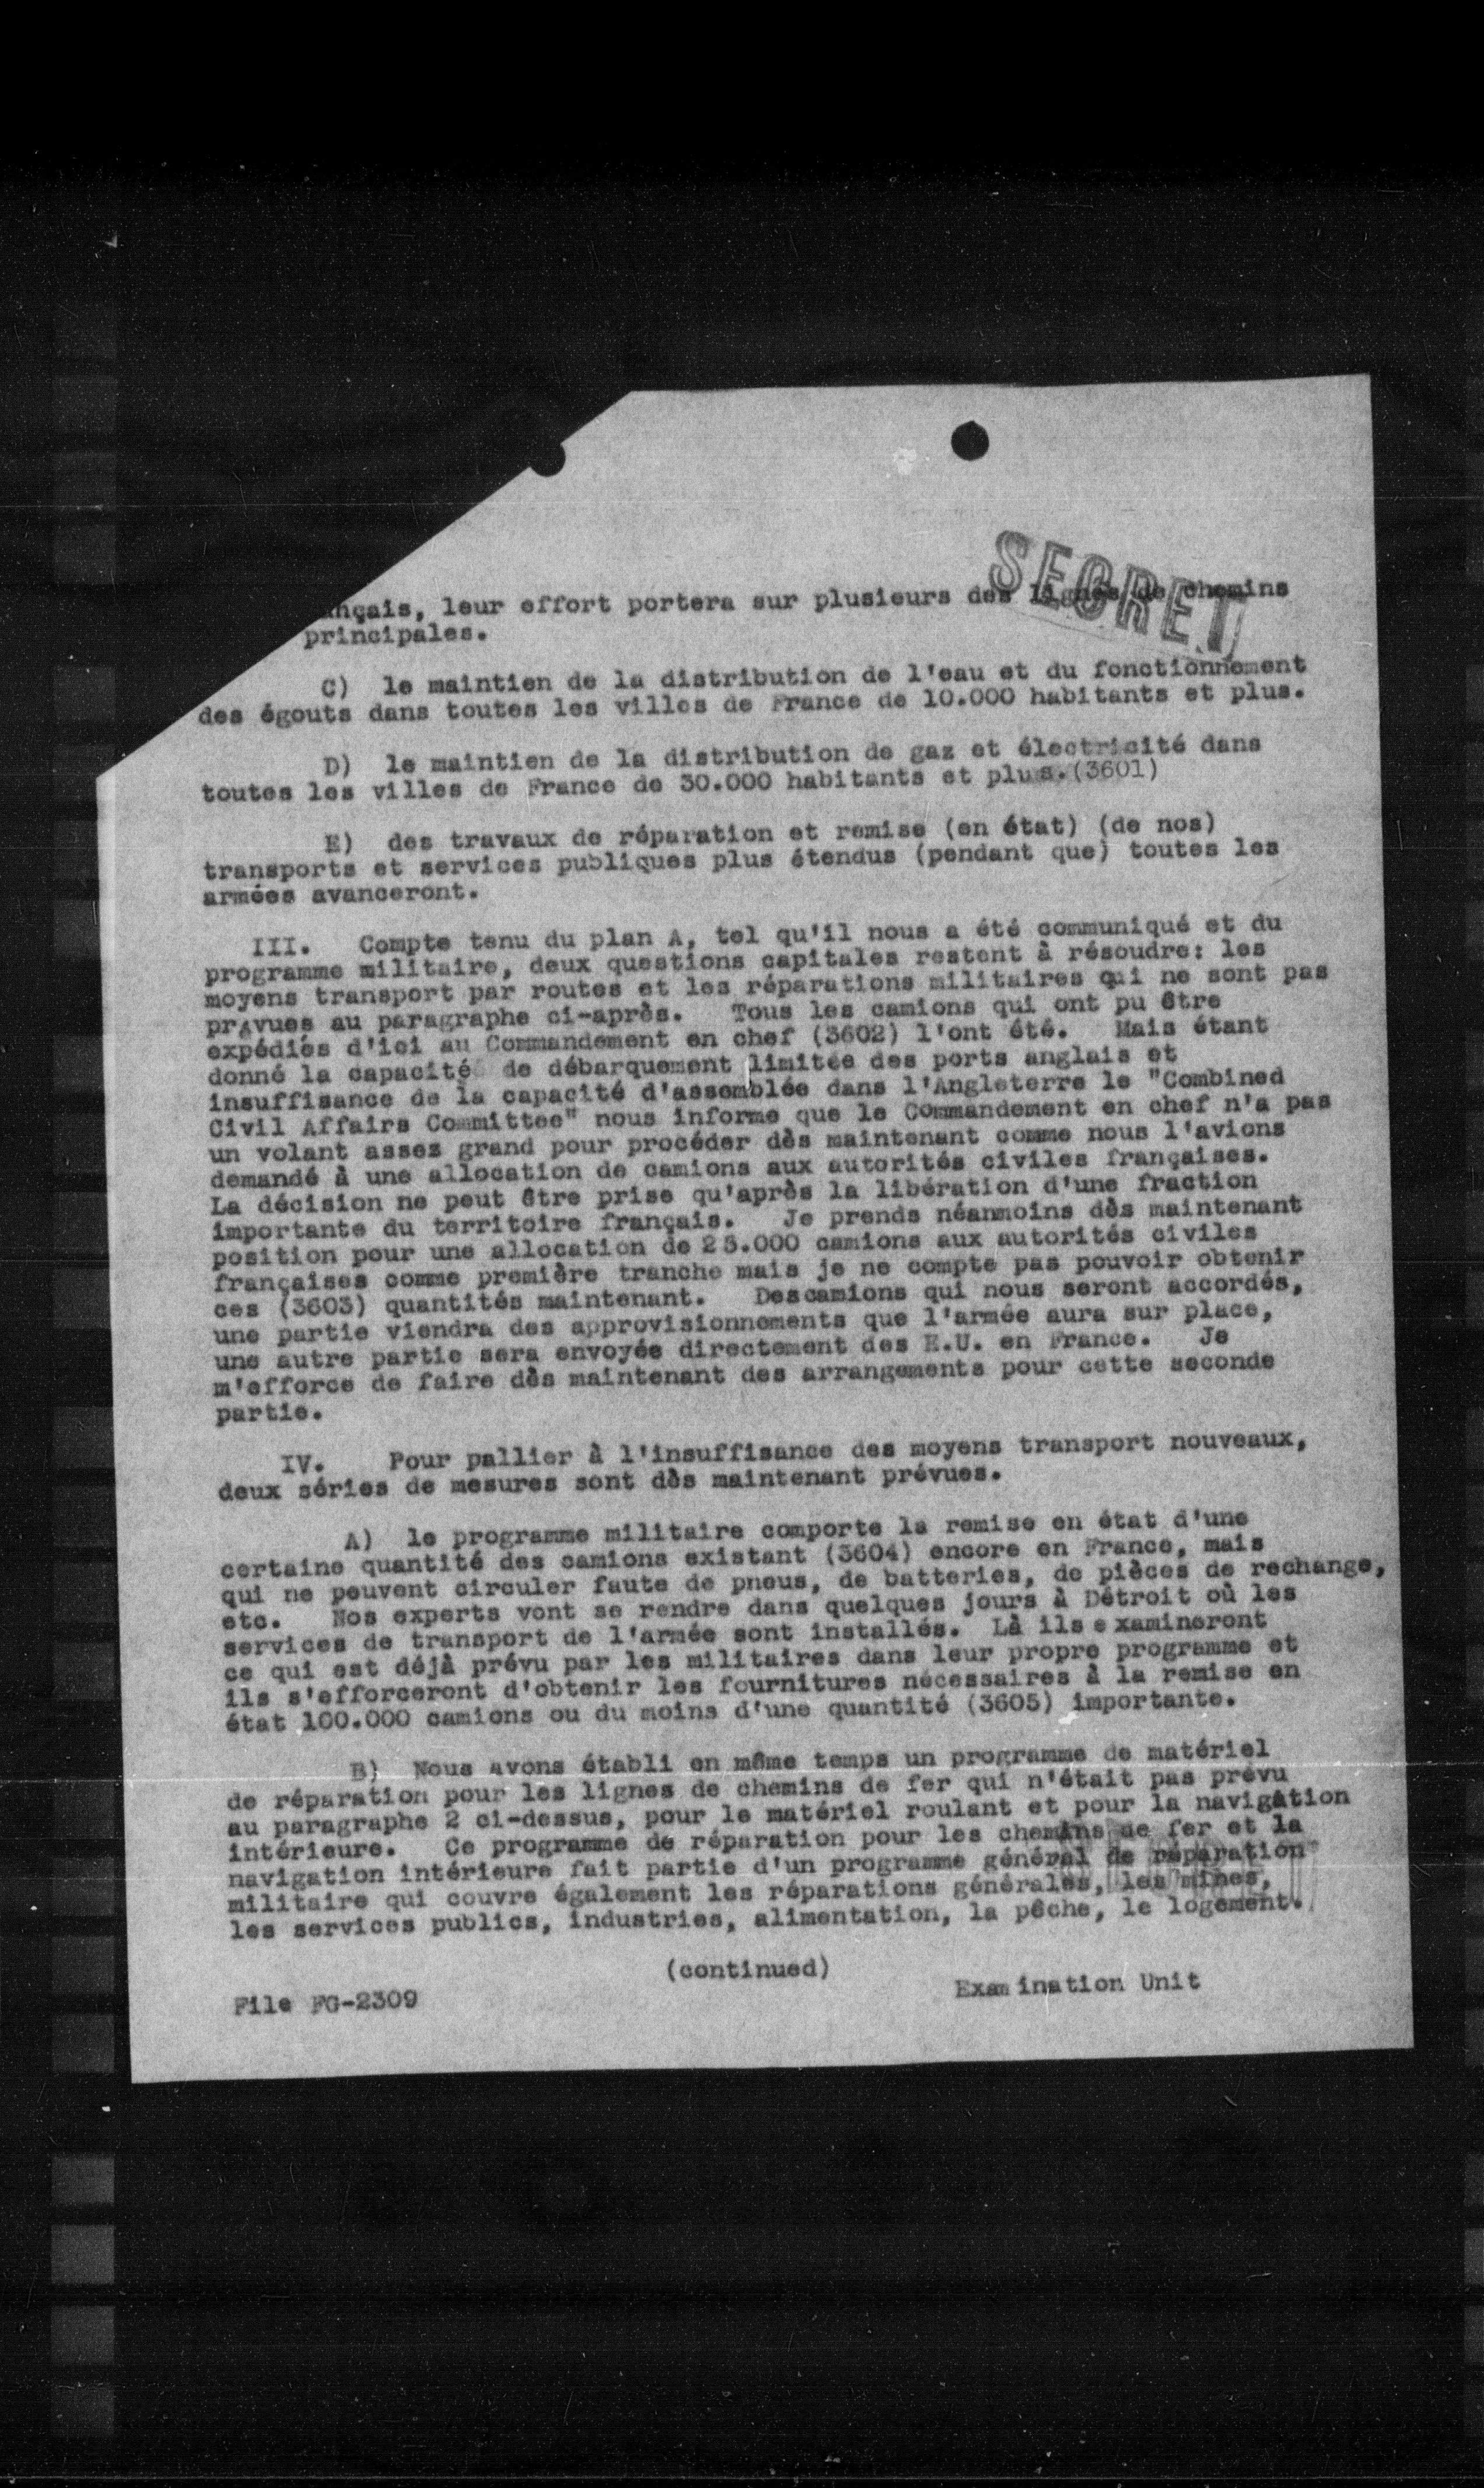 SECRET
ançais, leur effort portera sur plusieurs des lignes de chemins
principales.
C) le maintien de la distribution de l'eau et du fonctionnement
des égouts dans toutes les villes de France de 10.000 habitants et plus.
D) le maintien de la distribution de gaz et électricité dans
toutes les villes de France de 30.000 habitants et plus.(3601)
E) des travaux de réparation et remise (en état) (de nos)
transports et services publiques plus étendus (pendant que) toutes les
armées avanceront.
III. Compte tenu du plan A, tel qu'il nous a été communiqué et du
programme militaire, deux questions capitales restent à résoudre: les
moyens transport par routes et les réparations militaires qui ne sont pas
prévues au paragraphe ci-après. Tous les camions qui ont pu être
expédiés d'ici au Commandement en chef (3602) l'ont été. Mais étant
donné la capacité de débarquement limitée des ports anglais et
insuffisance de la capacité d'assemblée dans l'Angleterre le "Combined
Civil Affairs Committee" nous informe que le Commandement en chef n'a pas
un volant assez grand pour procéder dès maintenant comme nous l'avions
demandé à une allocation de camions aux autorités civiles françaises.
La décision ne peut être prise qu'après la libération d'une fraction
importante du territoire français. Je prends néanmoins dès maintenant
position pour une allocation de 25.000 camions aux autorités civiles
françaises comme première tranche mais je ne compte pas pouvoir obtenir
ces (3603) quantités maintenant. Descamions qui nous seront accordés,
une partie viendra des approvisionnements que l'armée aura sur place,
une autre partie sera envoyée directement des E.U. en France. Je
m'efforce de faire dès maintenant des arrangements pour cette seconde
partie.
IV. Pour pallier à l'insuffisance des moyens transport nouveaux,
deux séries de mesures sont dès maintenant prévues.
A) le programme militaire comporte la remise en état d'une
certaine quantité des camions existant (3604) encore en France, mais
qui ne peuvent circuler faute de pneus, de batteries, de pièces de rechange,
etc. Nos experts vont se rendre dans quelques jours à Détroit où les
services de transport de l'armée sont installés. Là ils examineront
ce qui est déjà prévu par les militaires dans leur propre programme et
ils s'efforceront d'obtenir les fournitures nécessaires à la remise en
état 100.000 camions ou du moins d'une quantité (3605) importante.
B) Nous avons établi en même temps un programme de matériel
de réparation pour les lignes de chemins de fer qui n'était pas prévu
au paragraphe 2 ci-dessus, pour le matériel roulant et pour la navigation
intérieure. Ce programme de réparation pour les chemins de fer et la
navigation intérieure fait partie d'un programme général de réparation
militaire qui couvre également les réparations générales, les mines,
les services publics, industries, alimentation, la pêche, le logement.
(continued)
File FG-2309 Examination Unit